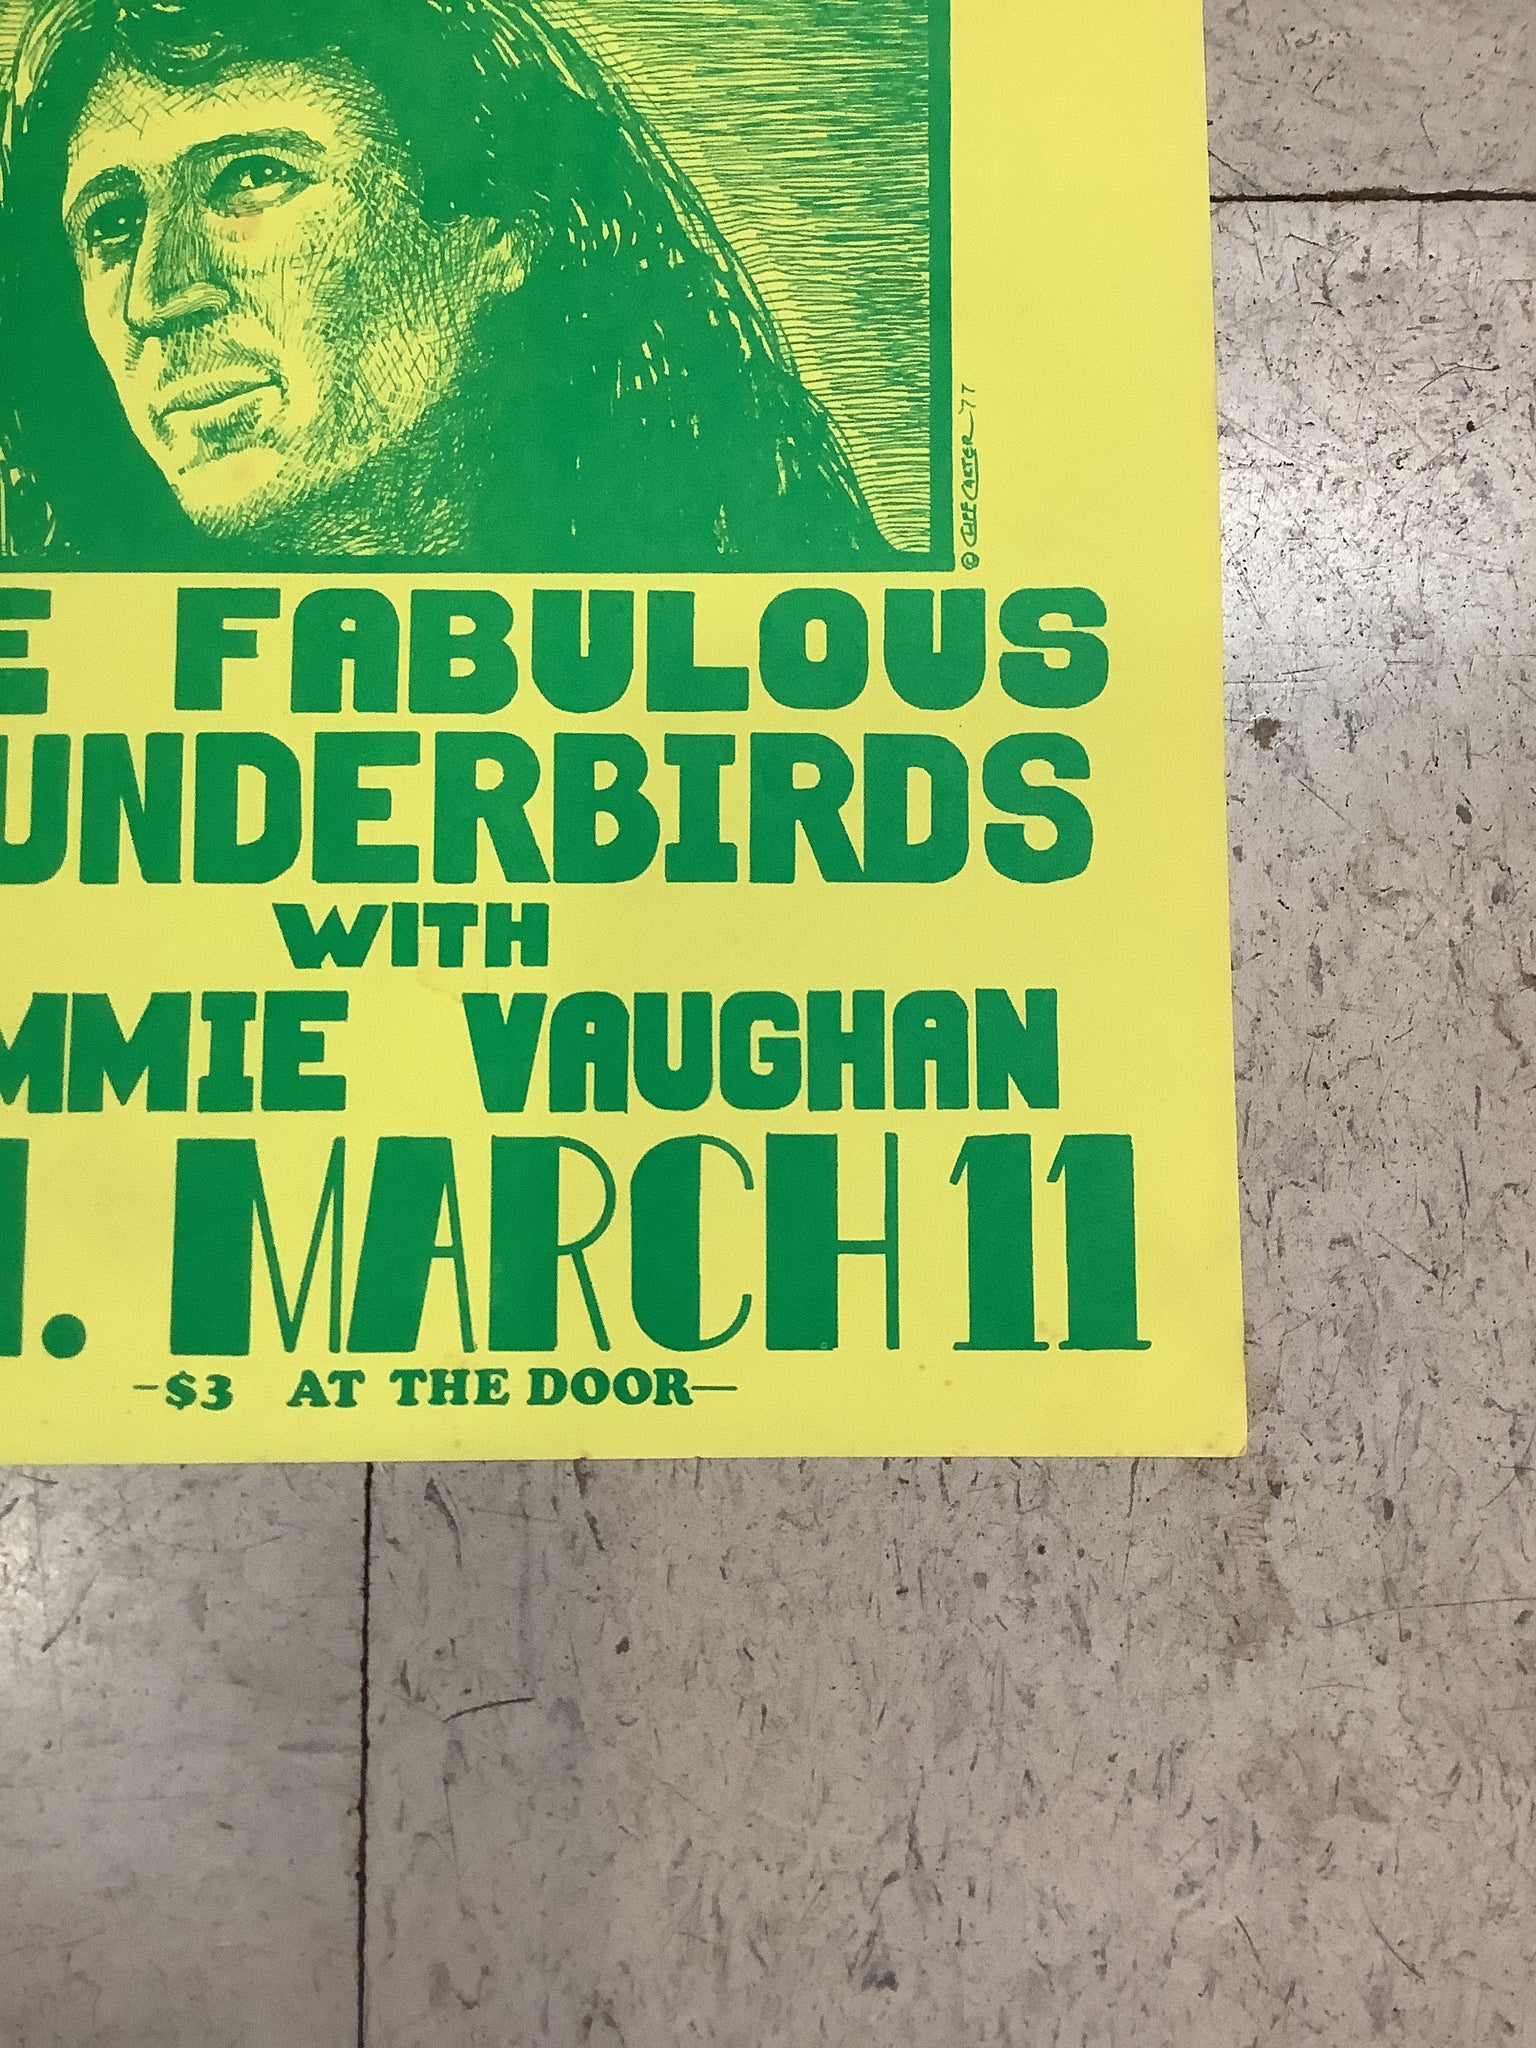 © CLIFF CARTER-77
E FABULOUS
UNDERBIRDS
WITH
MMIE VAUGHAN
. MARCH 11
-$3 AT THE DOOR-